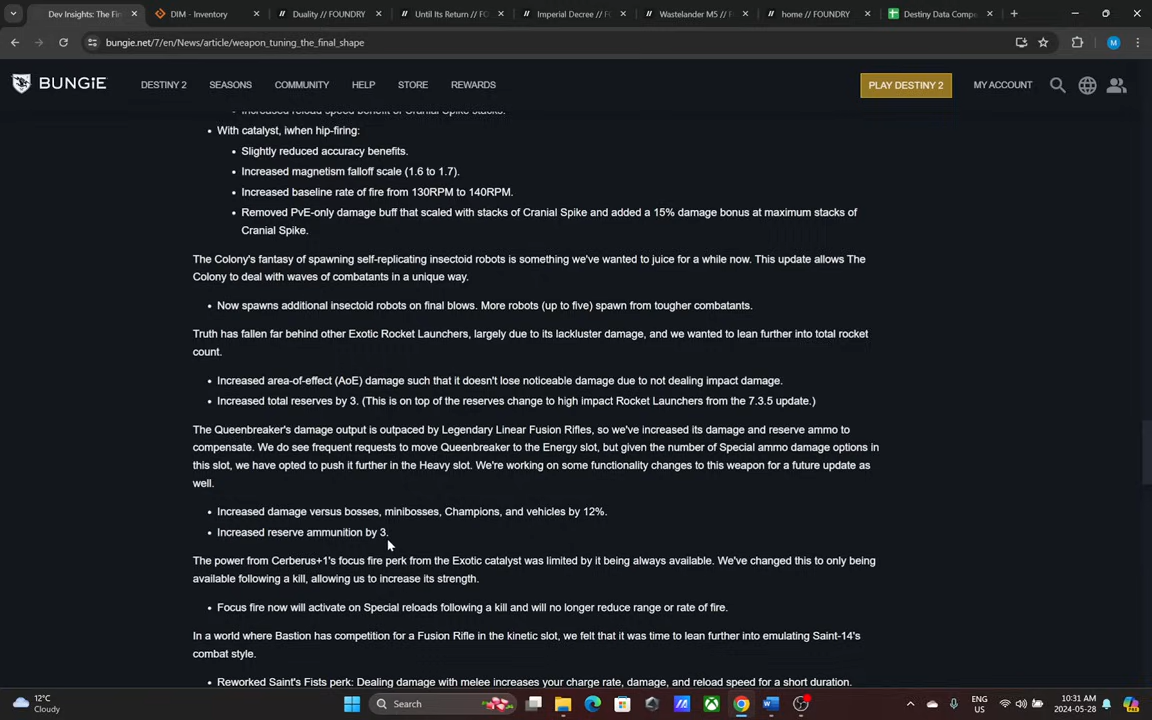 Dev Insights: The Fin
DIM - Inventory
Duality // FOUNDRY
Until Its Return // FO
Imperial Decree // FO
Wastelander M5 // FO
home // FOUNDRY
Destiny Data Compe
bungie.net/7/en/News/article/weapon_tuning_the_final_shape
M
BUNGiE
DESTINY 2
SEASONS
COMMUNITY
HELP
STORE
REWARDS
PLAY DESTINY 2
MY ACCOUNT
Increased reload speed benefit of Cranial Spike stacks.
• With catalyst, iwhen hip-firing:
• Slightly reduced accuracy benefits.
• Increased magnetism falloff scale (1.6 to 1.7).
• Increased baseline rate of fire from 130RPM to 140RPM.
• Removed PvE-only damage buff that scaled with stacks of Cranial Spike and added a 15% damage bonus at maximum stacks of
Cranial Spike.
The Colony's fantasy of spawning self-replicating insectoid robots is something we've wanted to juice for a while now. This update allows The
Colony to deal with waves of combatants in a unique way.
• Now spawns additional insectoid robots on final blows. More robots (up to five) spawn from tougher combatants.
Truth has fallen far behind other Exotic Rocket Launchers, largely due to its lackluster damage, and we wanted to lean further into total rocket
count.
• Increased area-of-effect (AoE) damage such that it doesn't lose noticeable damage due to not dealing impact damage.
• Increased total reserves by 3. (This is on top of the reserves change to high impact Rocket Launchers from the 7.3.5 update.)
The Queenbreaker's damage output is outpaced by Legendary Linear Fusion Rifles, so we've increased its damage and reserve ammo to
compensate. We do see frequent requests to move Queenbreaker to the Energy slot, but given the number of Special ammo damage options in
this slot, we have opted to push it further in the Heavy slot. We're working on some functionality changes to this weapon for a future update as
well.
• Increased damage versus bosses, minibosses, Champions, and vehicles by 12%.
• Increased reserve ammunition by 3.
The power from Cerberus+1's focus fire perk from the Exotic catalyst was limited by it being always available. We've changed this to only being
available following a kill, allowing us to increase its strength.
• Focus fire now will activate on Special reloads following a kill and will no longer reduce range or rate of fire.
In a world where Bastion has competition for a Fusion Rifle in the kinetic slot, we felt that it was time to lean further into emulating Saint-14's
combat style.
• Reworked Saint's Fists perk: Dealing damage with melee increases your charge rate, damage, and reload speed for a short duration.
12°C
Cloudy
Search
ENG
US
10:31 AM
2024-05-28